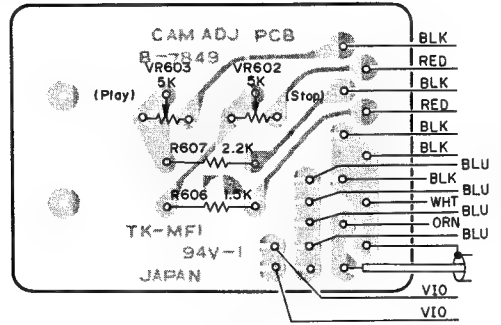 CAM ADJ PCB
B-7849
VR603 VR602
5K 5K
(Play) (Stop)
R607 2.2K
R606 1.5K
TK-MF1
94V-1
JAPAN
BLK
RED
BLK
RED
BLK
BLK
BLU
BLK
BLU
WHT
BLU
ORN
BLU
VIO
VIO